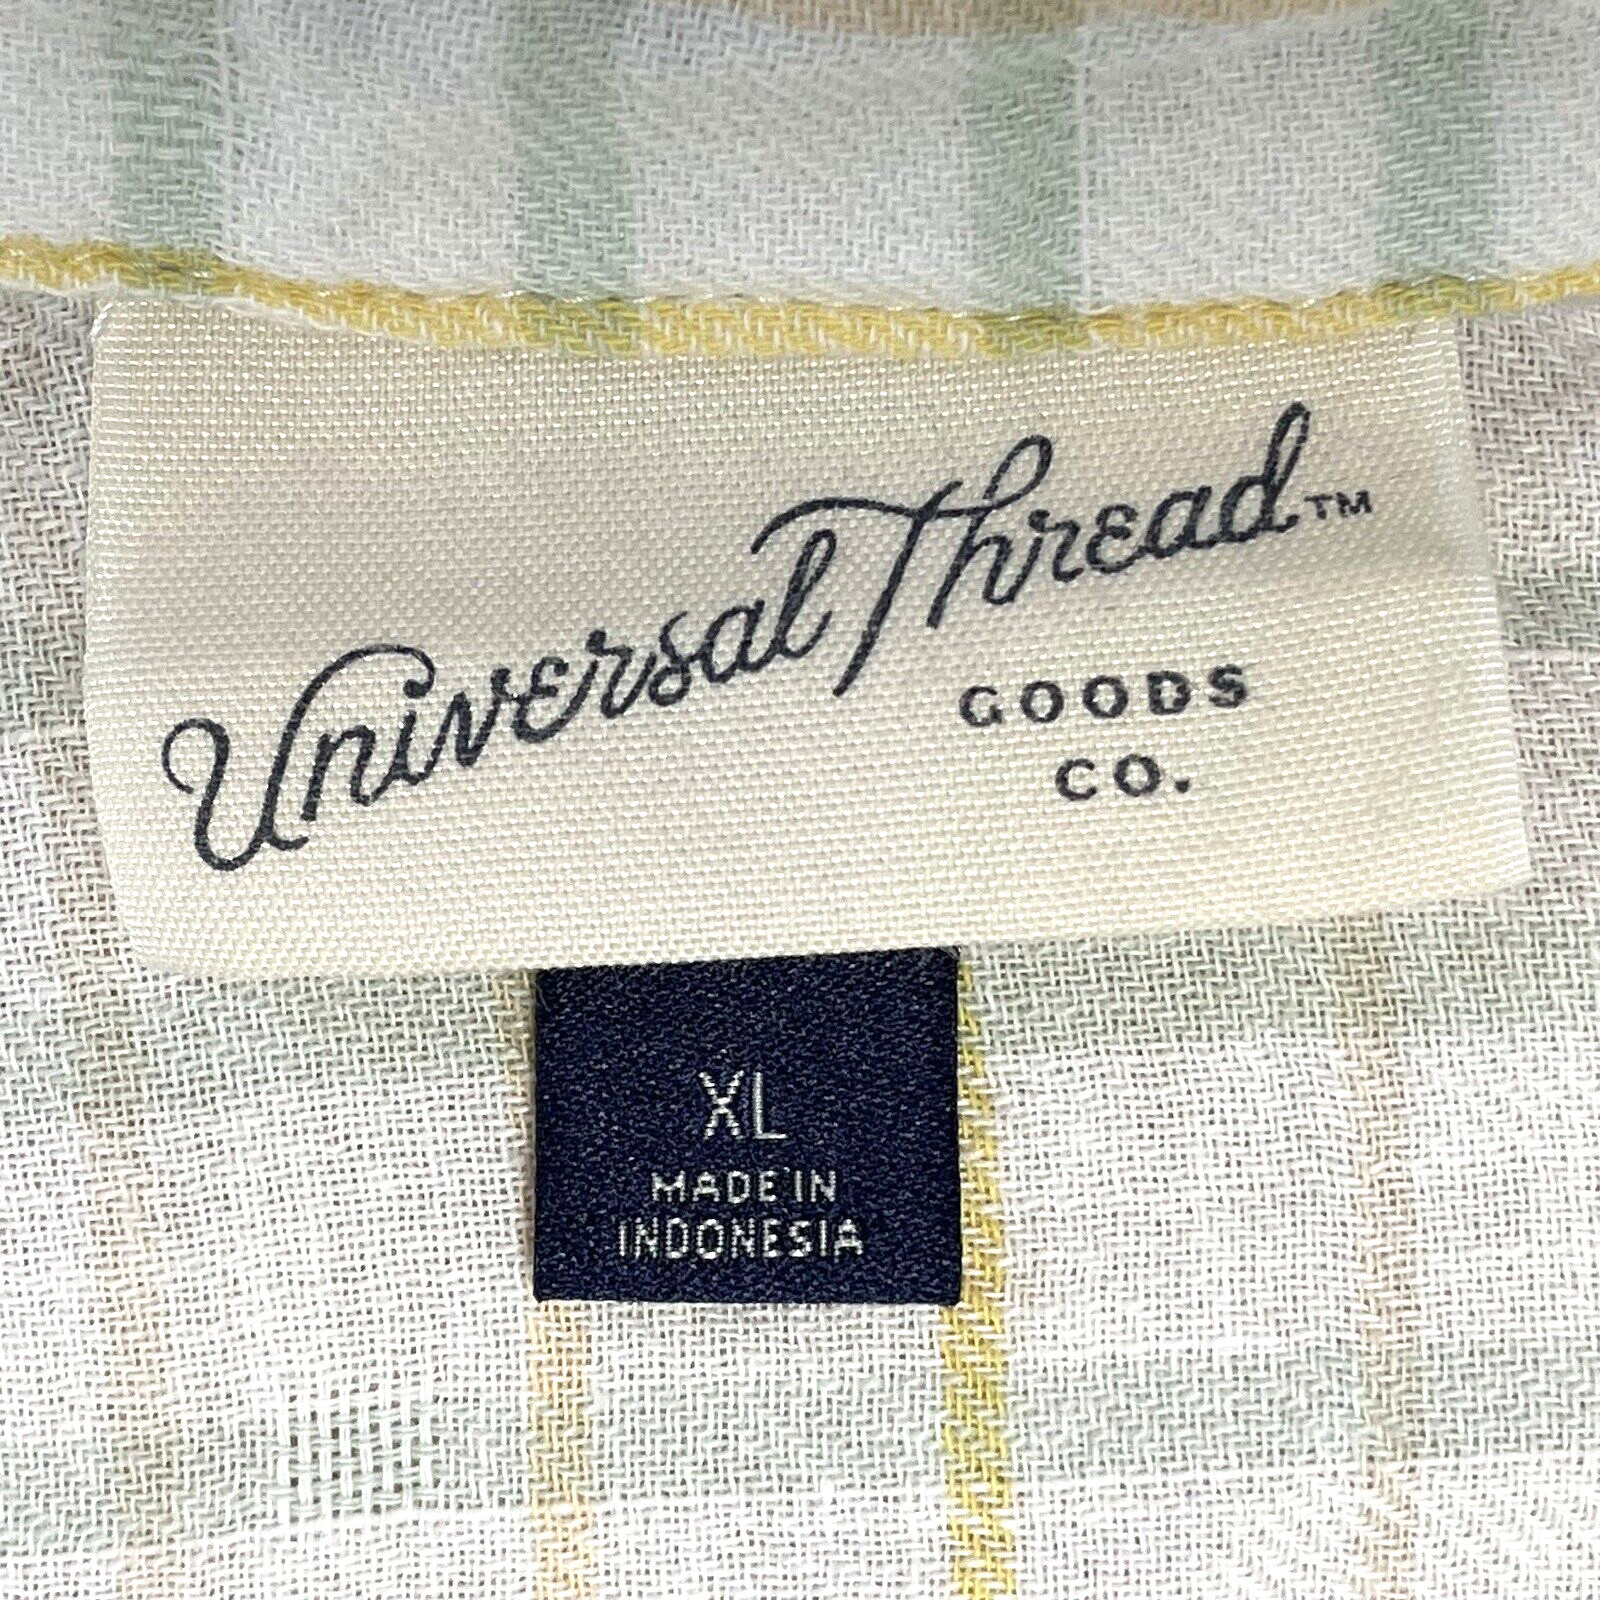 Universal Thread™
GOODS
CO.
XL
MADE IN
INDONESIA